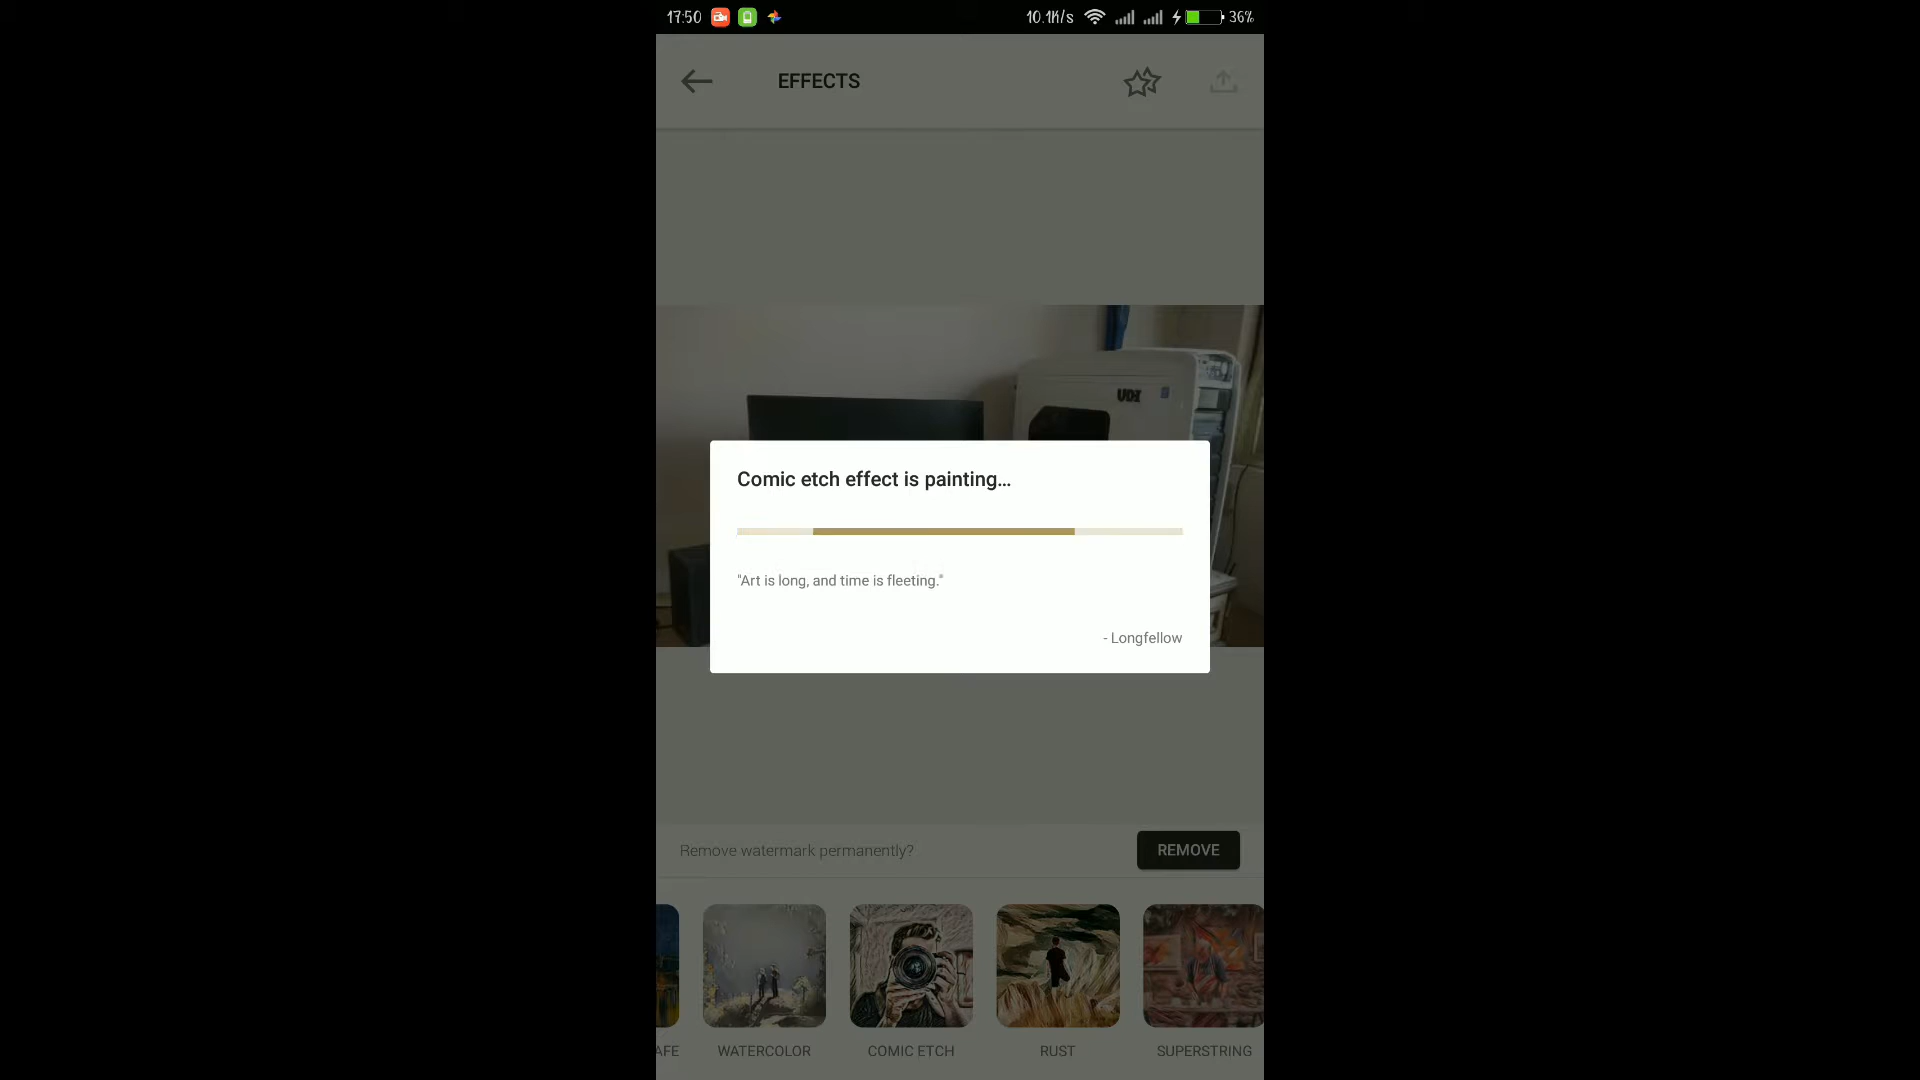 17:50
10.1K/s
36%
EFFECTS
UDI
Comic etch effect is painting...
"Art is long, and time is fleeting."
- Longfellow
Remove watermark permanently?
REMOVE
AFE
WATERCOLOR
COMIC ETCH
RUST
SUPERSTRING